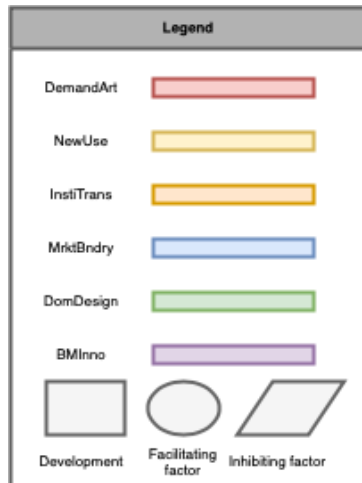 Legend
DemandArt
NewUse
InstiTrans
MrktBndry
DomDesign
BMInno
Development
Facilitating
factor
Inhibiting factor